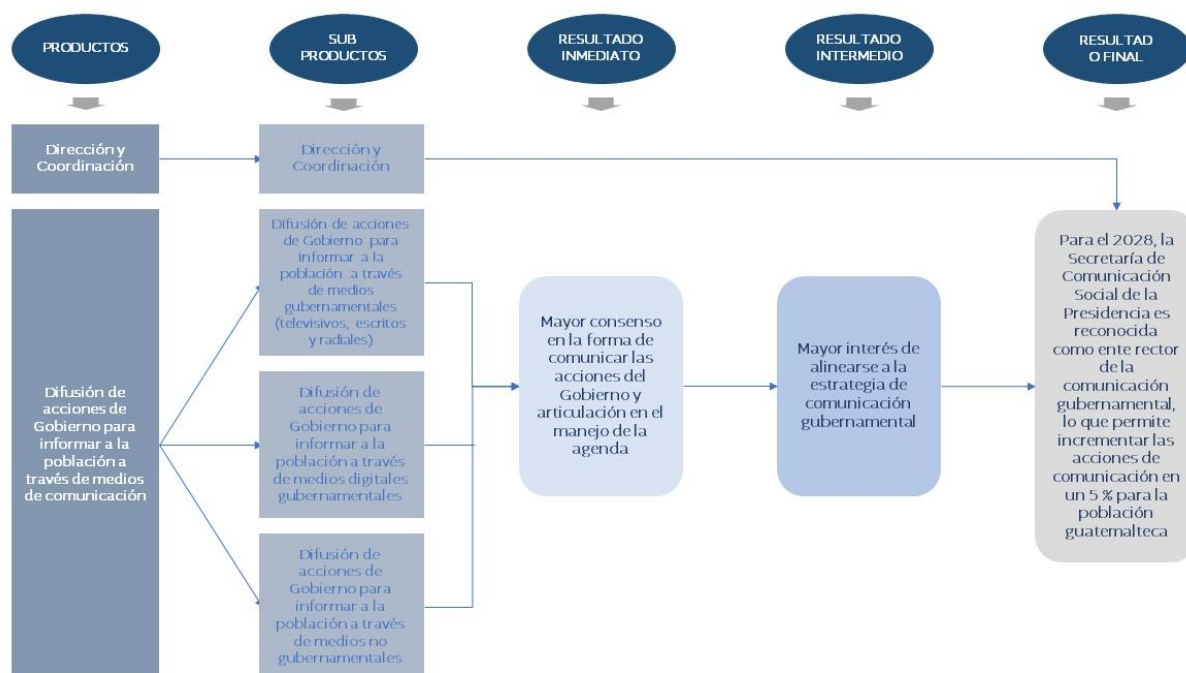 PRODUCTOS
SUB
PRODUCTOS
RESULTADO
INMEDIATO
RESULTADO
INTERMEDIO
RESULTAD
O FINAL
Dirección y
Coordinación
Dirección y
Coordinación
Difusión de
acciones de
Gobierno para
informar a la
población a
través de medios
de comunicación
Difusión de acciones
de Gobierno para
informar a la
población a través
de medios
gubernamentales
(televisivos, escritos
y radiales)
Difusión de
acciones de
Gobierno para
informar a la
población a través
de medios digitales
gubernamentales
Difusión de
acciones de
Gobierno para
informar a la
población a través
de medios no
gubernamentales
Mayor consenso
en la forma de
comunicar las
acciones del
Gobierno y
articulación en el
manejo de la
agenda
Mayor interés de
alinearse a la
estrategia de
comunicación
gubernamental
Para el 2028, la
Secretaría de
Comunicación
Social de la
Presidencia es
reconocida
como ente rector
de la
comunicación
gubernamental,
lo que permite
incrementar las
acciones de
comunicación en
un 5 % para la
población
guatemalteca